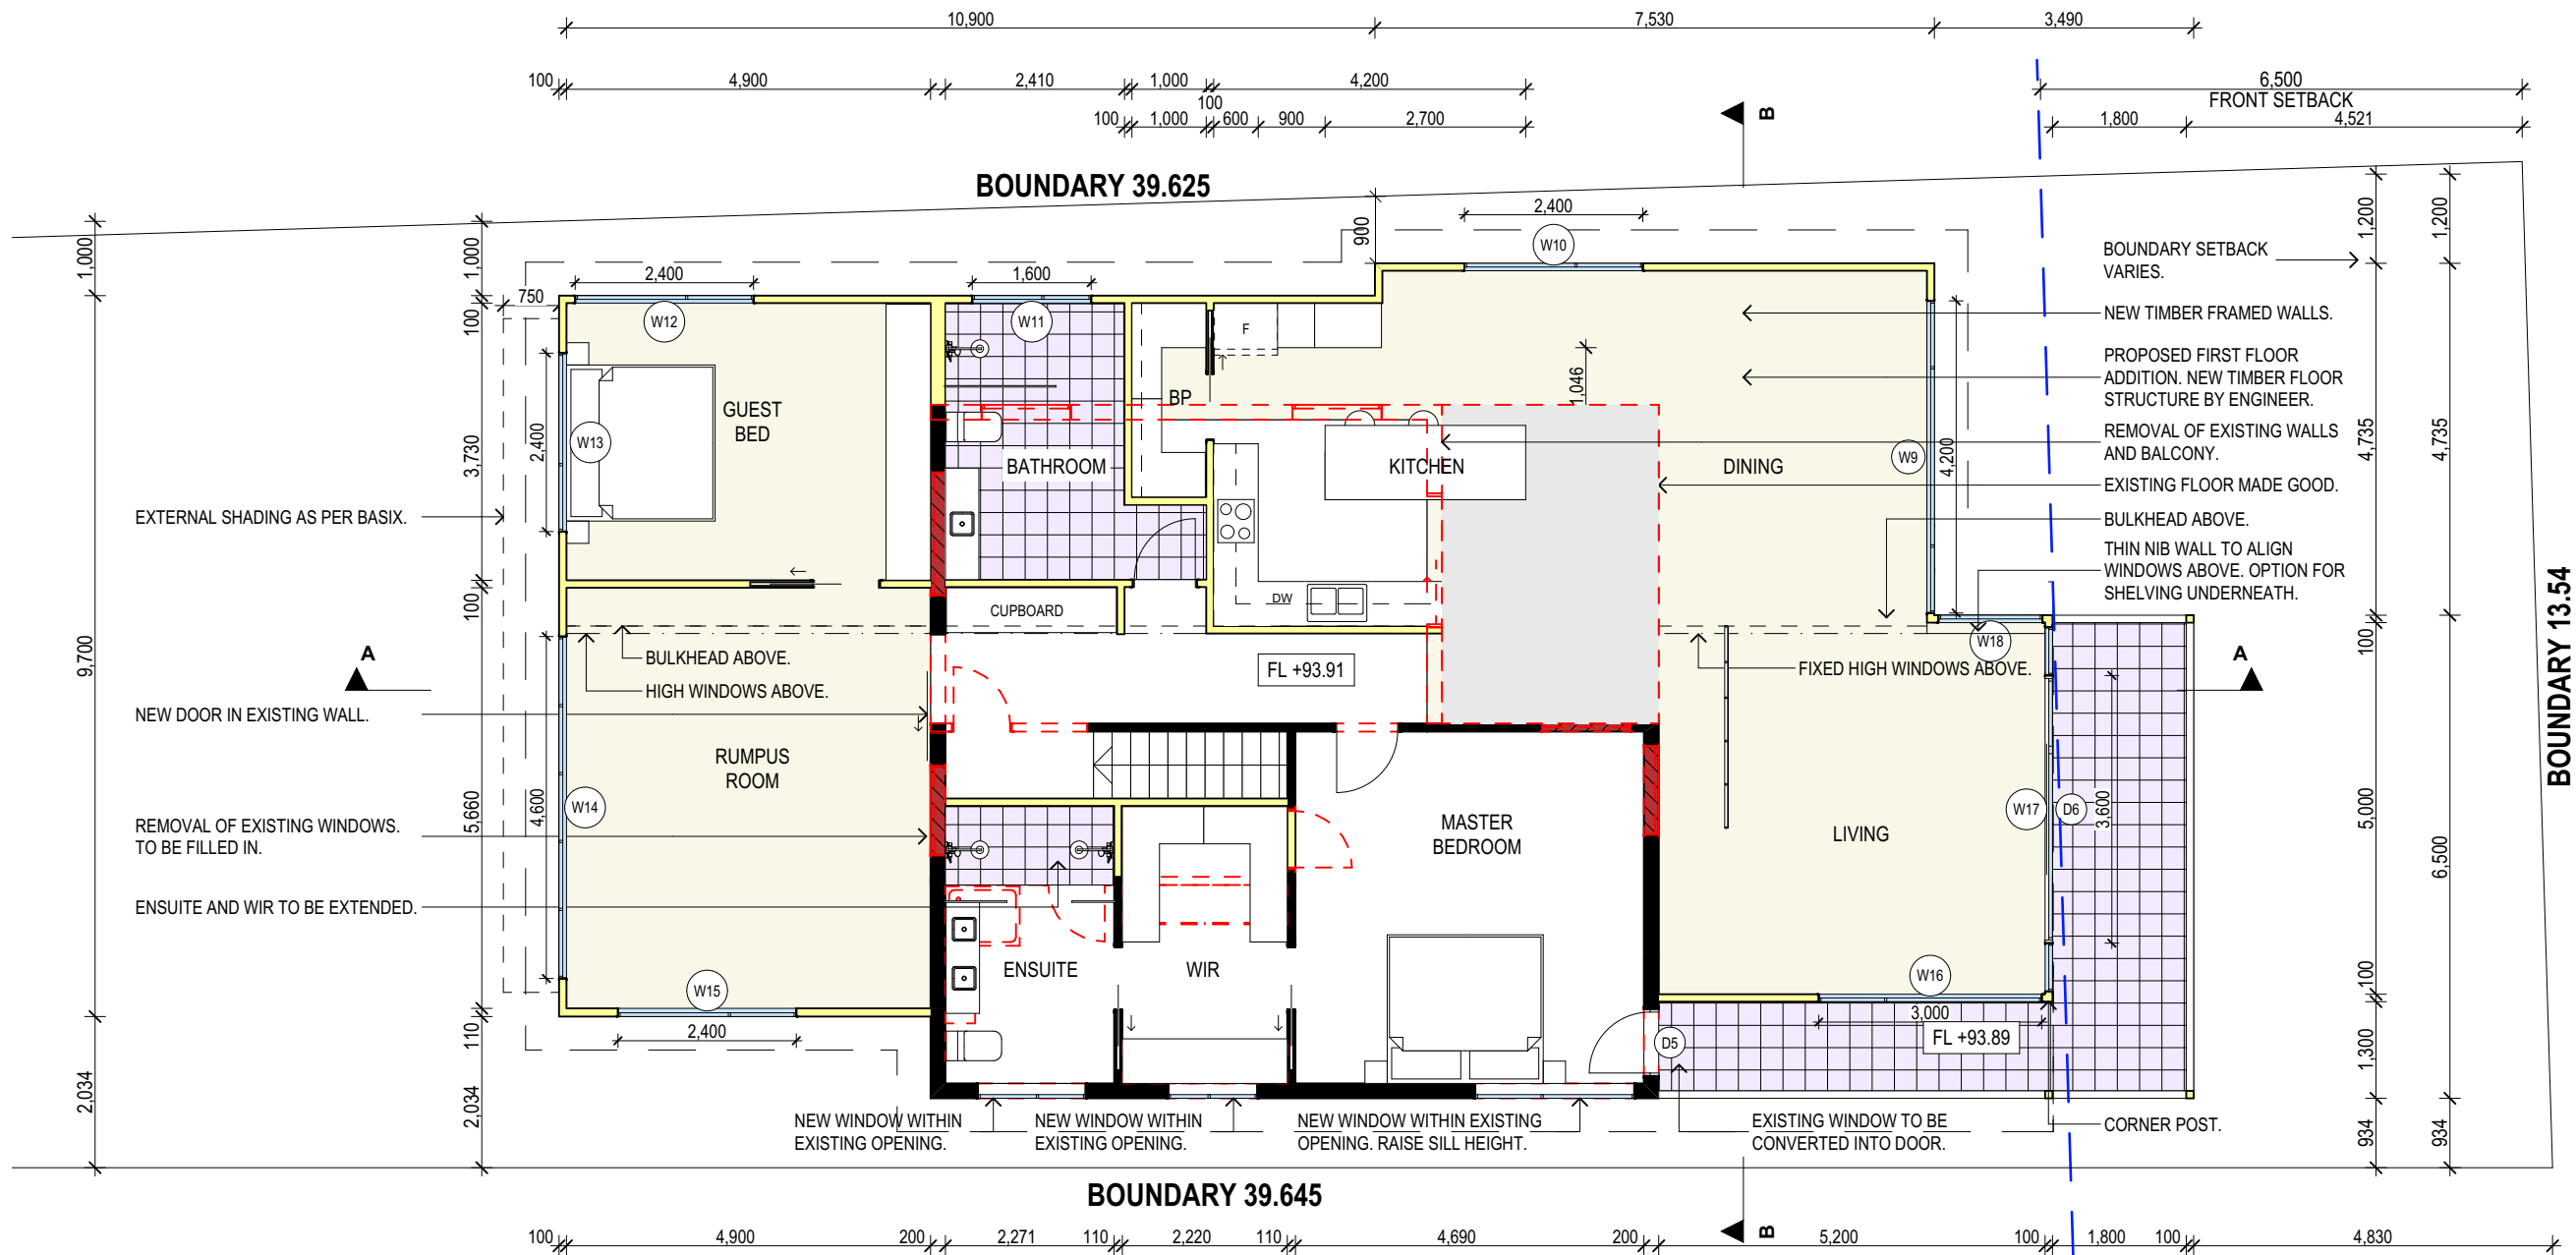 10,900
7,530
3,490
100
4,900
2,410
1,000
4,200
6,500
FRONT SETBACK
100
100
1,000
600
900
2,700
1,800
4,521
B
BOUNDARY 39.625
1,000
1,000
900
2,400
W10
1,200
1,200
BOUNDARY SETBACK
VARIES.
2,400
1,600
750
W12
W11
F
100
NEW TIMBER FRAMED WALLS.
PROPOSED FIRST FLOOR
ADDITION. NEW TIMBER FLOOR
STRUCTURE BY ENGINEER.
1,046
BP
GUEST
BED
W13
2,400
3,730
BATHROOM
KITCHEN
DINING
W9
4,200
4,735
4,735
REMOVAL OF EXISTING WALLS
AND BALCONY.
EXISTING FLOOR MADE GOOD.
EXTERNAL SHADING AS PER BASIX.
BULKHEAD ABOVE.
THIN NIB WALL TO ALIGN
WINDOWS ABOVE. OPTION FOR
SHELVING UNDERNEATH.
DW
CUPBOARD
100
9,700
W18
100
BOUNDARY 13.54
A
BULKHEAD ABOVE.
HIGH WINDOWS ABOVE.
FL +93.91
FIXED HIGH WINDOWS ABOVE.
A
NEW DOOR IN EXISTING WALL.
RUMPUS
ROOM
W14
4,600
5,660
MASTER
BEDROOM
LIVING
W17
D6
3,600
5,000
6,500
REMOVAL OF EXISTING WINDOWS.
TO BE FILLED IN.
ENSUITE AND WIR TO BE EXTENDED.
ENSUITE
WIR
W15
W16
100
2,400
3,000
FL +93.89
110
D5
1,300
2,034
2,034
NEW WINDOW WITHIN
EXISTING OPENING.
NEW WINDOW WITHIN
EXISTING OPENING.
NEW WINDOW WITHIN EXISTING
OPENING. RAISE SILL HEIGHT.
EXISTING WINDOW TO BE
CONVERTED INTO DOOR.
CORNER POST.
934
934
BOUNDARY 39.645
B
100
4,900
200
2,271
110
2,220
110
4,690
200
5,200
100
1,800
100
4,830